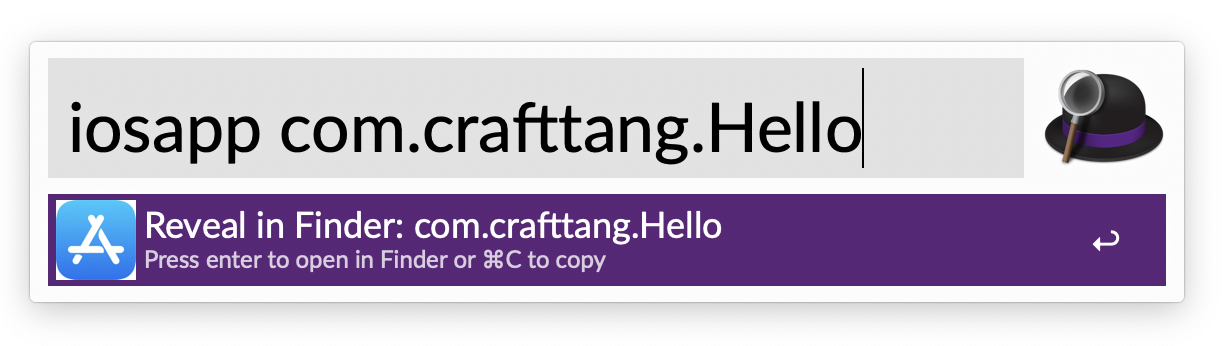 iosapp com.crafttang.Hello
Reveal in Finder: com.crafttang.Hello
Press enter to open in Finder or ⌘C to copy